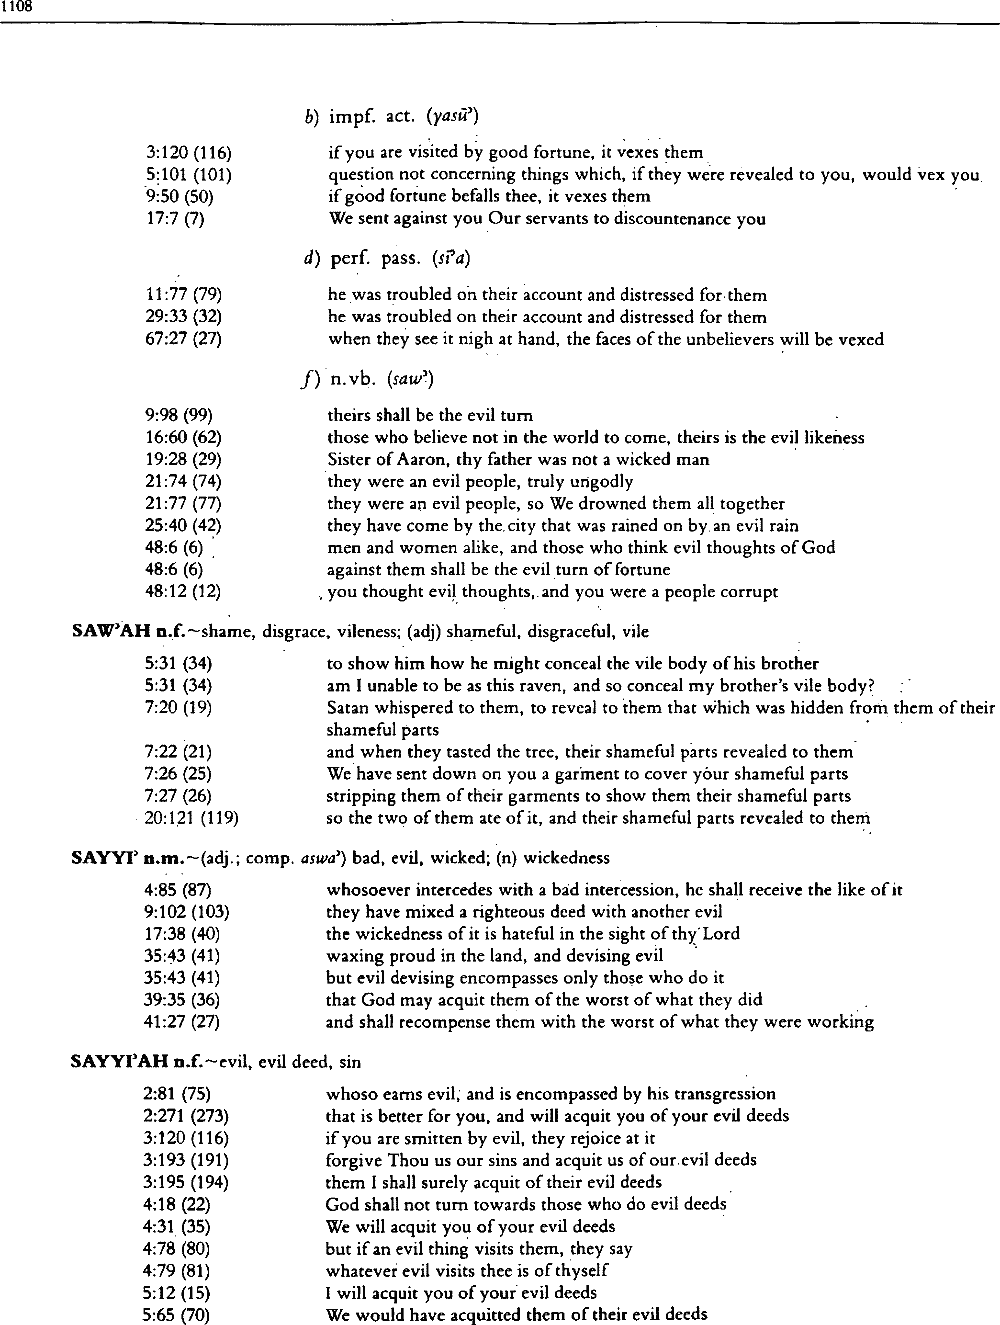 1108
b) impf. act. (yasūʾ)
3:120 (116) if you are visited by good fortune, it vexes them
5:101 (101) question not concerning things which, if they were revealed to you, would vex you
9:50 (50) if good fortune befalls thee, it vexes them
17:7 (7) We sent against you Our servants to discountenance you
d) perf. pass. (sīʾa)
11:77 (79) he was troubled on their account and distressed for them
29:33 (32) he was troubled on their account and distressed for them
67:27 (27) when they see it nigh at hand, the faces of the unbelievers will be vexed
f) n.vb. (sawʾ)
9:98 (99) theirs shall be the evil turn
16:60 (62) those who believe not in the world to come, theirs is the evil likeness
19:28 (29) Sister of Aaron, thy father was not a wicked man
21:74 (74) they were an evil people, truly ungodly
21:77 (77) they were an evil people, so We drowned them all together
25:40 (42) they have come by the city that was rained on by an evil rain
48:6 (6) men and women alike, and those who think evil thoughts of God
48:6 (6) against them shall be the evil turn of fortune
48:12 (12) you thought evil thoughts, and you were a people corrupt
SAWʾAH n.f.~shame, disgrace, vileness; (adj) shameful, disgraceful, vile
5:31 (34) to show him how he might conceal the vile body of his brother
5:31 (34) am I unable to be as this raven, and so conceal my brother's vile body?
7:20 (19) Satan whispered to them, to reveal to them that which was hidden from them of their
shameful parts
7:22 (21) and when they tasted the tree, their shameful parts revealed to them
7:26 (25) We have sent down on you a garment to cover your shameful parts
7:27 (26) stripping them of their garments to show them their shameful parts
20:121 (119) so the two of them ate of it, and their shameful parts revealed to them
SAYYIʾ n.m.~(adj.; comp. aswaʾ) bad, evil, wicked; (n) wickedness
4:85 (87) whosoever intercedes with a bad intercession, he shall receive the like of it
9:102 (103) they have mixed a righteous deed with another evil
17:38 (40) the wickedness of it is hateful in the sight of thy Lord
35:43 (41) waxing proud in the land, and devising evil
35:43 (41) but evil devising encompasses only those who do it
39:35 (36) that God may acquit them of the worst of what they did
41:27 (27) and shall recompense them with the worst of what they were working
SAYYIʾAH n.f.~evil, evil deed, sin
2:81 (75) whoso earns evil, and is encompassed by his transgression
2:271 (273) that is better for you, and will acquit you of your evil deeds
3:120 (116) if you are smitten by evil, they rejoice at it
3:193 (191) forgive Thou us our sins and acquit us of our evil deeds
3:195 (194) them I shall surely acquit of their evil deeds
4:18 (22) God shall not turn towards those who do evil deeds
4:31 (35) We will acquit you of your evil deeds
4:78 (80) but if an evil thing visits them, they say
4:79 (81) whatever evil visits thee is of thyself
5:12 (15) I will acquit you of your evil deeds
5:65 (70) We would have acquitted them of their evil deeds